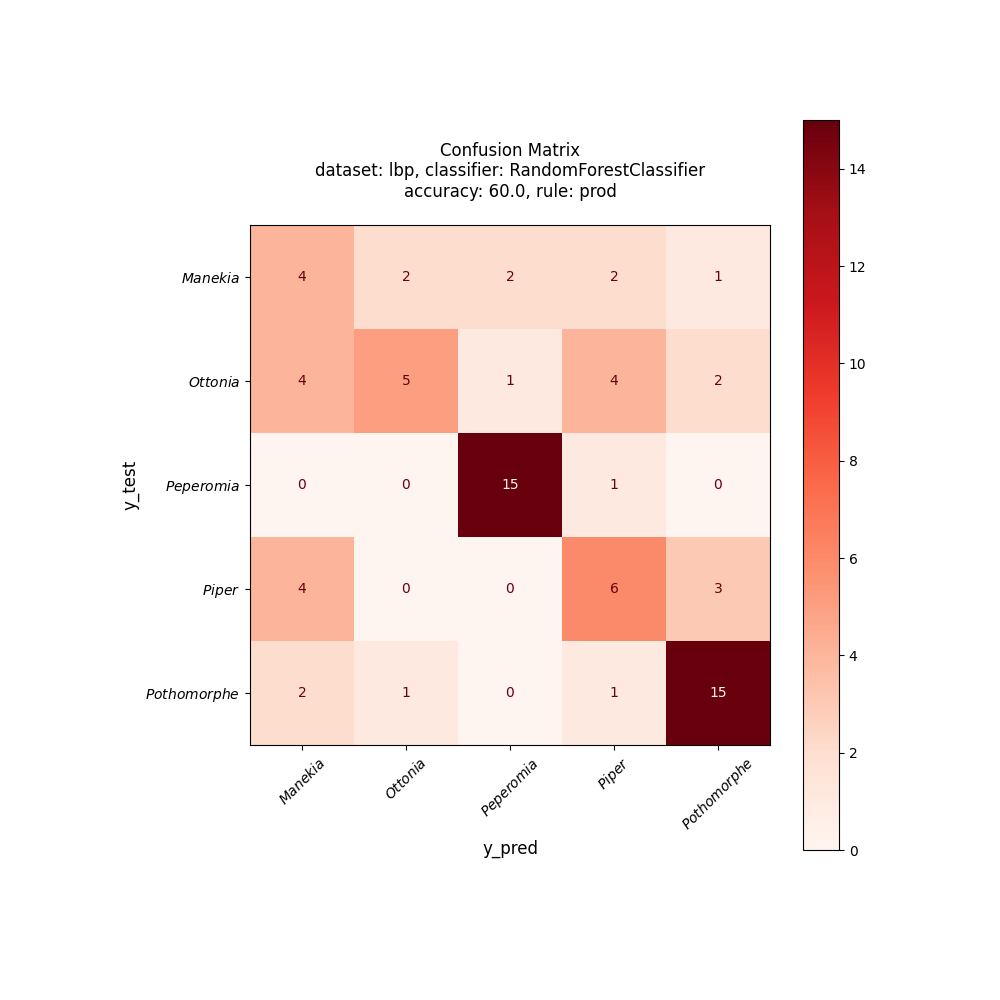 Confusion Matrix
dataset: lbp, classifier: RandomForestClassifier
accuracy: 60.0, rule: prod
Manekia 4 2 2 2 1
Ottonia 4 5 1 4 2
Peperomia 0 0 15 1 0
Piper 4 0 0 6 3
Pothomorphe 2 1 0 1 15
Manekia Ottonia Peperomia Piper Pothomorphe
y_pred
y_test
14
12
10
8
6
4
2
0